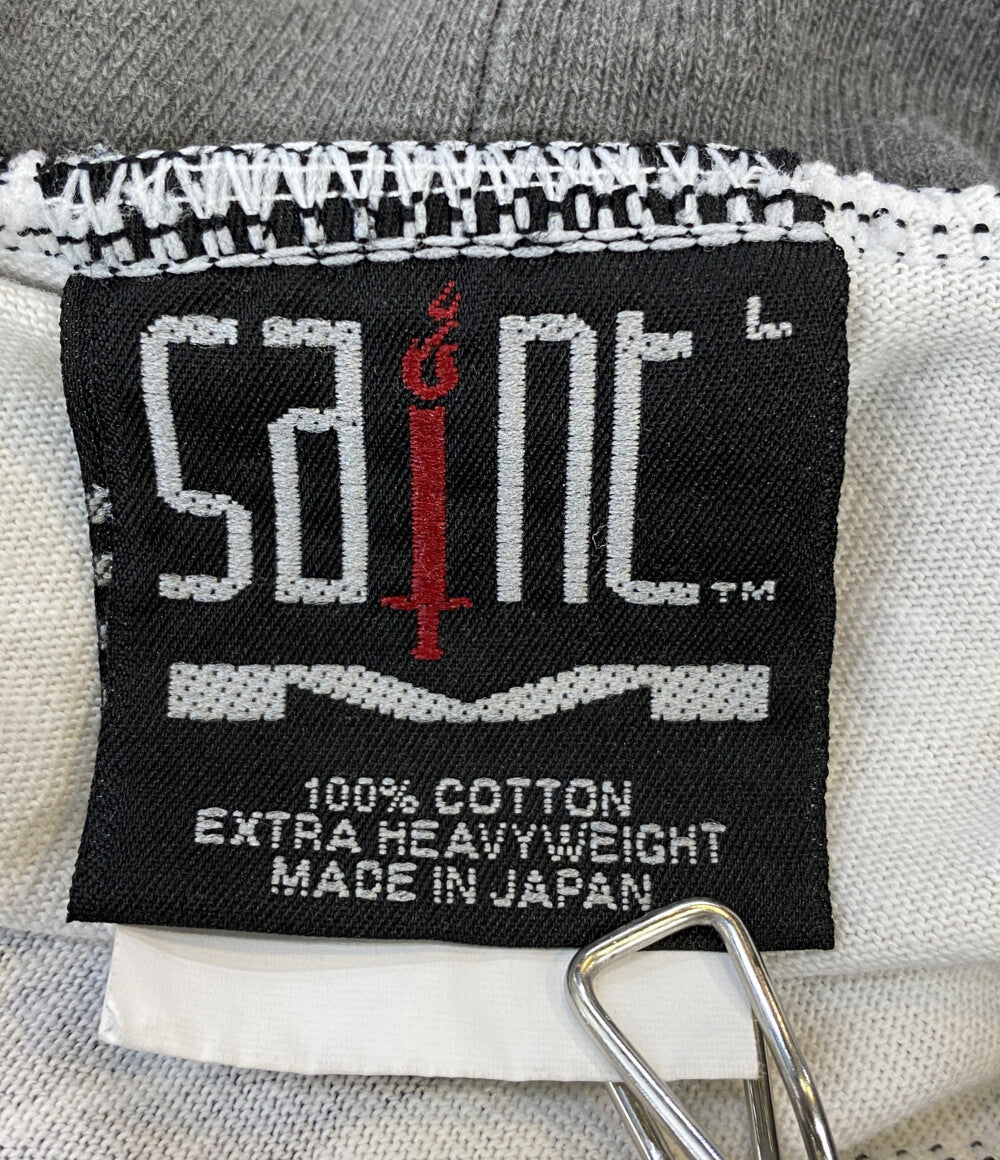 saint L
™
100% COTTON
EXTRA HEAVYWEIGHT
MADE IN JAPAN